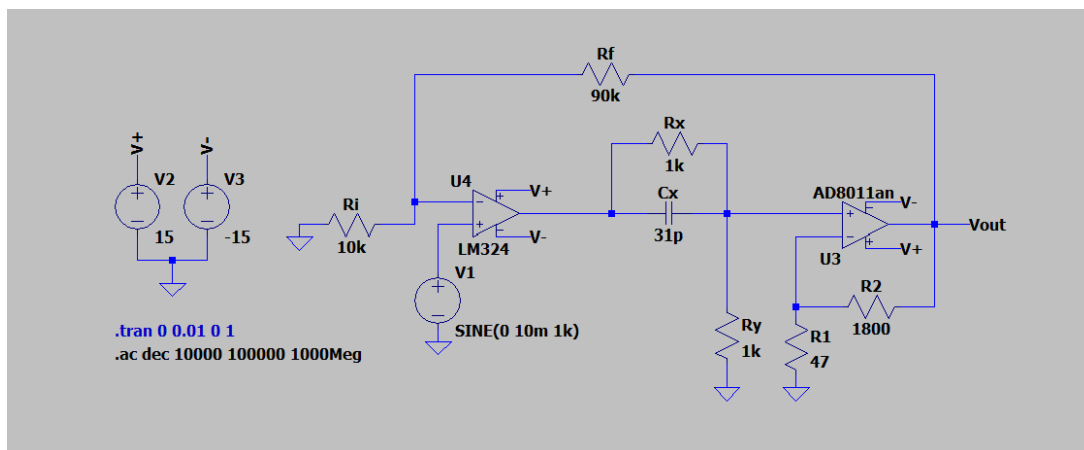 Rf
90k
Rx
1k
V+
V-
V2
V3
15
-15
U4
V+
Cx
AD8011an
V-
Ri
10k
LM324
V-
31p
Vout
U3
V+
V1
R2
1800
SINE(0 10m 1k)
Ry
1k
R1
47
.tran 0 0.01 0 1
.ac dec 10000 100000 1000Meg